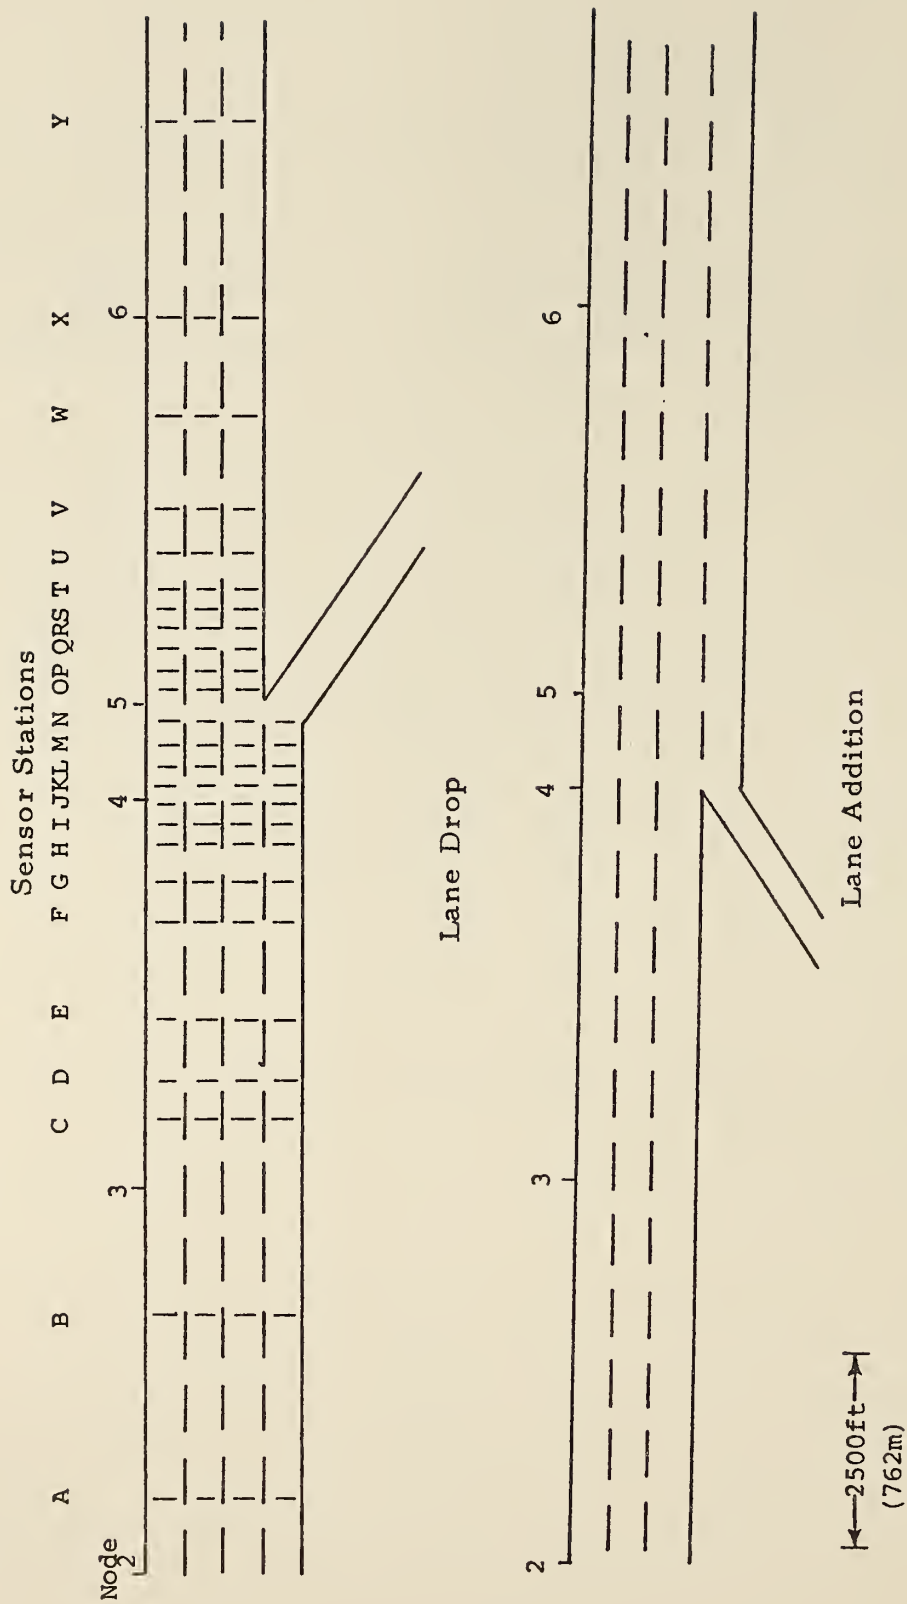 Sensor Stations
A B C D E F G H I J K L M N O P Q R S T U V W X Y
Node
2 3 4 5 6
Lane Drop
2 3 4 5 6
Lane Addition
2500ft
(762m)